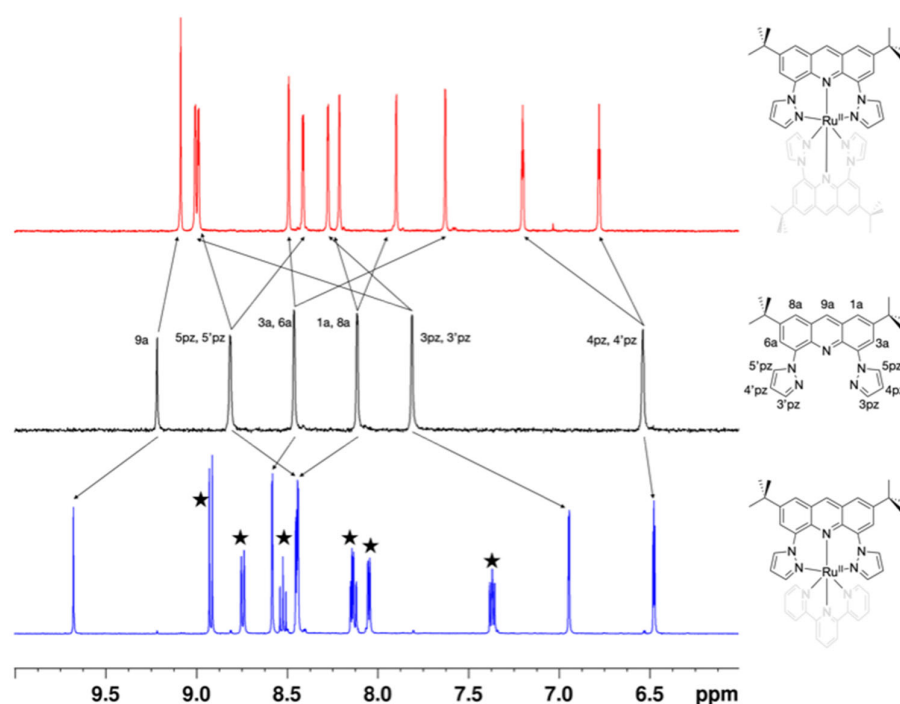 N
N
N
N
N
Ru^II
N
N
N
N
N
9a
5pz, 5'pz
3a, 6a
1a, 8a
3pz, 3'pz
4pz, 4'pz
8a 9a 1a
6a 3a
N
5'pz N N 5pz
4'pz N N 4pz
3'pz 3pz
N
N N
N Ru^II N
N N
N
9.5 9.0 8.5 8.0 7.5 7.0 6.5 ppm